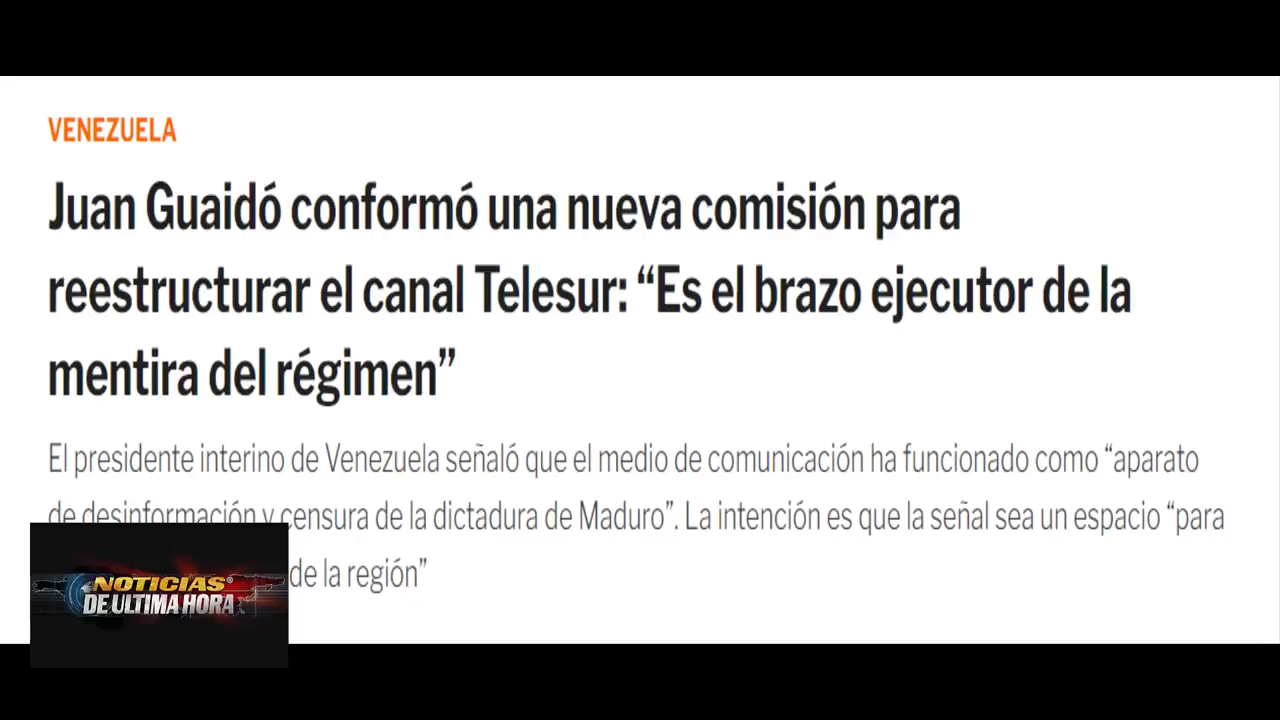 VENEZUELA
Juan Guaidó conformó una nueva comisión para
reestructurar el canal Telesur: “Es el brazo ejecutor de la
mentira del régimen”
El presidente interino de Venezuela señaló que el medio de comunicación ha funcionado como “aparato
de desinformación y censura de la dictadura de Maduro”. La intención es que la señal sea un espacio “para
de la región”
NOTICIAS®
DE ULTIMA HORA